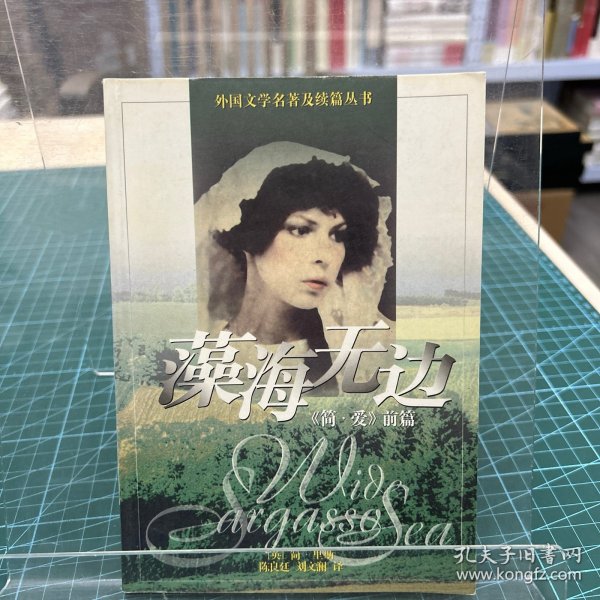 外国文学名著及续篇丛书
藻海无边
《简·爱》前篇
Wide
Sargasso
Sea
[英] 简 里斯
陈良廷 刘文澜 译
孔夫子旧书网
www.kongfz.com